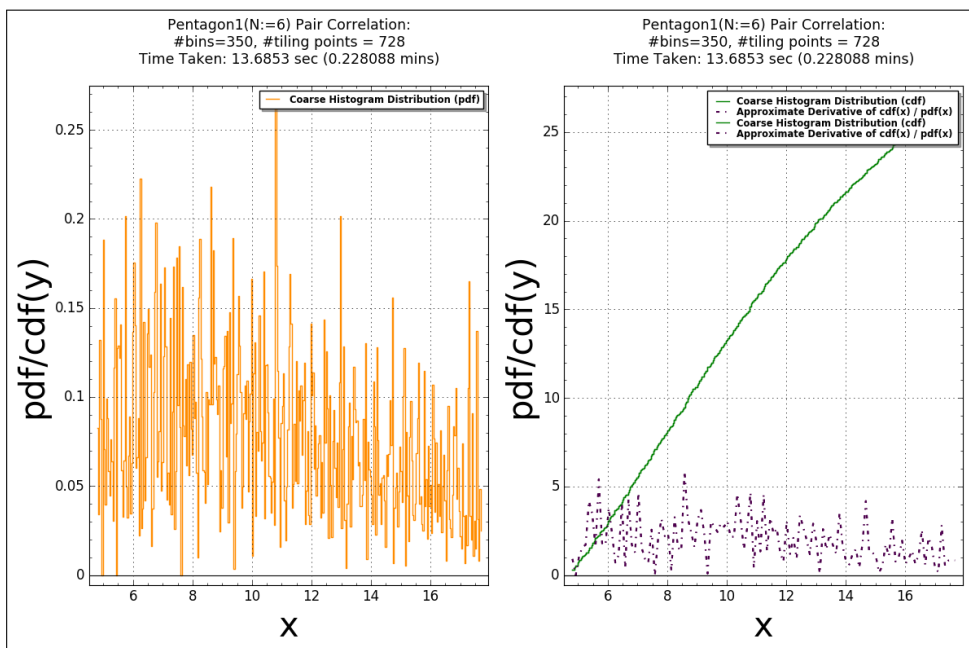 Pentagon1(N:=6) Pair Correlation:
#bins=350, #tiling points = 728
Time Taken: 13.6853 sec (0.228088 mins)
Coarse Histogram Distribution (pdf)
0.25
0.2
0.15
0.1
0.05
0
pdf/cdf(y)
6 8 10 12 14 16
x
Pentagon1(N:=6) Pair Correlation:
#bins=350, #tiling points = 728
Time Taken: 13.6853 sec (0.228088 mins)
Coarse Histogram Distribution (cdf)
Approximate Derivative of cdf(x) / pdf(x)
Coarse Histogram Distribution (cdf)
Approximate Derivative of cdf(x) / pdf(x)
25
20
15
10
5
0
pdf/cdf(y)
6 8 10 12 14 16
x